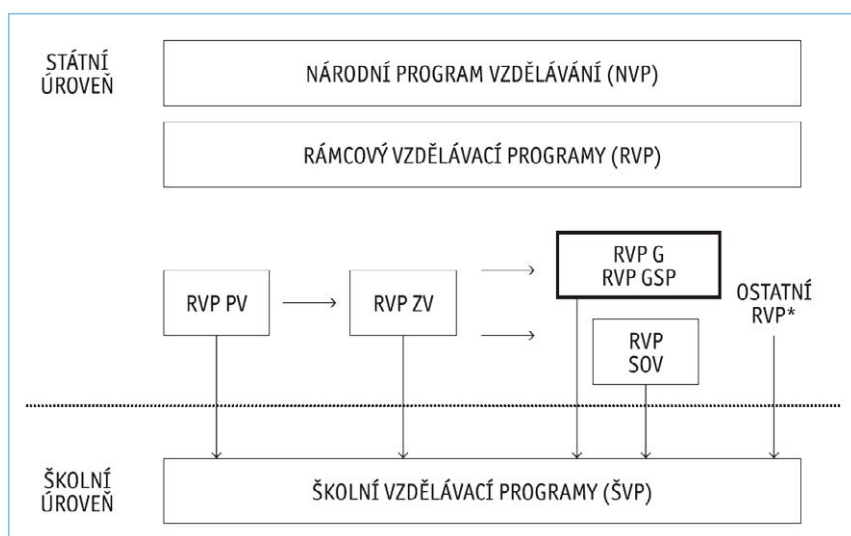 STÁTNÍ
ÚROVEŇ
NÁRODNÍ PROGRAM VZDĚLÁVÁNÍ (NVP)
RÁMCOVÝ VZDĚLÁVACÍ PROGRAMY (RVP)
RVP PV
RVP ZV
RVP G
RVP GSP
RVP
SOV
OSTATNÍ
RVP*
ŠKOLNÍ
ÚROVEŇ
ŠKOLNÍ VZDĚLÁVACÍ PROGRAMY (ŠVP)